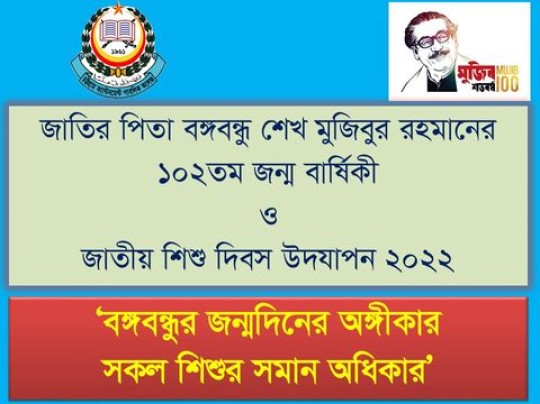 ১৯৬১
মুজিব MUJIB
শতবর্ষ 100
জাতির পিতা বঙ্গবন্ধু শেখ মুজিবুর রহমানের
১০২তম জন্ম বার্ষিকী
ও
জাতীয় শিশু দিবস উদযাপন ২০২২
‘বঙ্গবন্ধুর জন্মদিনের অঙ্গীকার
সকল শিশুর সমান অধিকার’